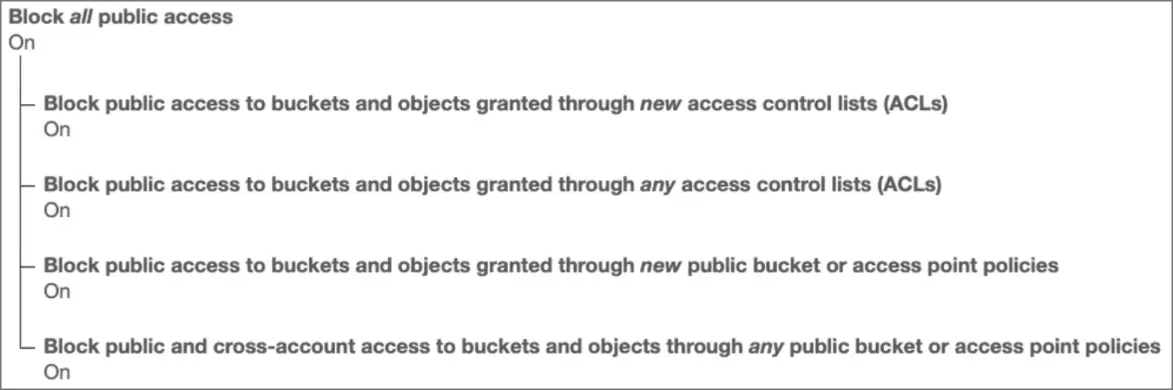 Block all public access
On
Block public access to buckets and objects granted through new access control lists (ACLs)
On
Block public access to buckets and objects granted through any access control lists (ACLs)
On
Block public access to buckets and objects granted through new public bucket or access point policies
On
Block public and cross-account access to buckets and objects through any public bucket or access point policies
On